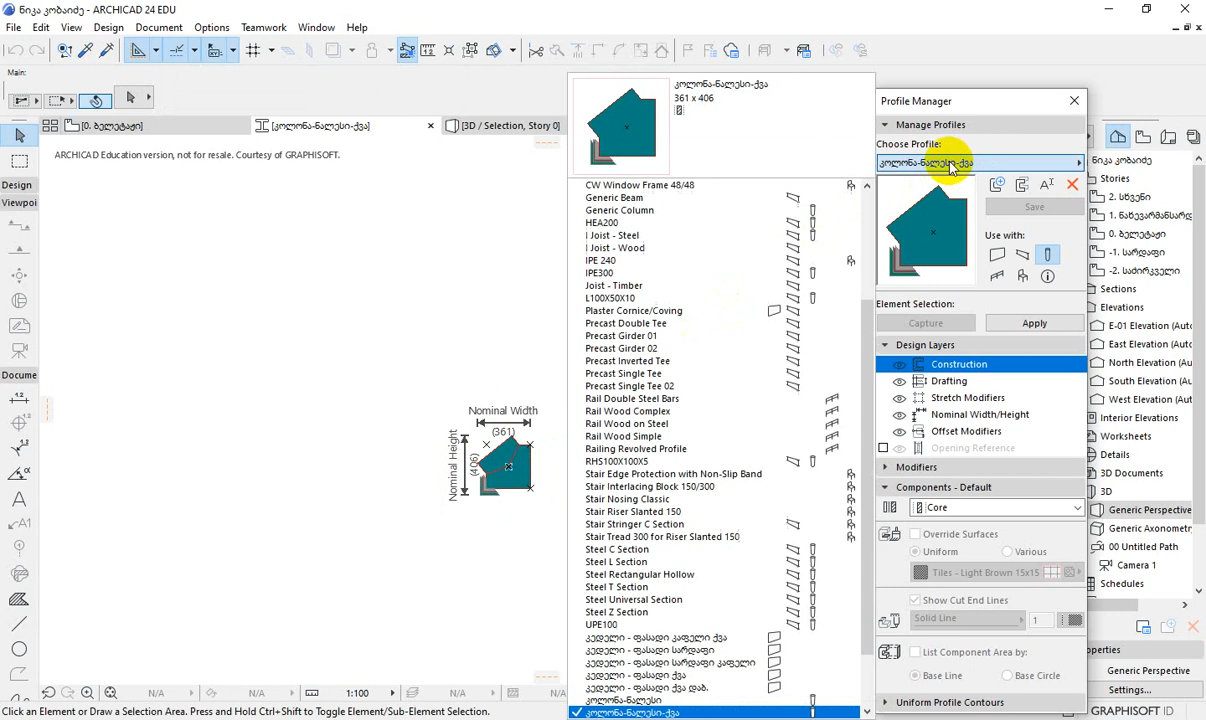 ნიკა კობაიძე - ARCHICAD 24 EDU
File Edit View Design Document Options Teamwork Window Help
Main:
[0. ბელეტაჟი]
[კოლონა-ნალესი-ქვა]
[3D / Selection, Story 0]
ARCHICAD Education version, not for resale. Courtesy of GRAPHISOFT.
Design
Viewpoi
Docume
Nominal Width
(361)
Nominal Height
(406)
კოლონა-ნალესი-ქვა
361 x 406
CW Window Frame 48/48
Generic Beam
Generic Column
HEA200
I Joist - Steel
I Joist - Wood
IPE 240
IPE300
Joist - Timber
L100X50X10
Plaster Cornice/Coving
Precast Double Tee
Precast Girder 01
Precast Girder 02
Precast Inverted Tee
Precast Single Tee
Precast Single Tee 02
Rail Double Steel Bars
Rail Wood Complex
Rail Wood on Steel
Rail Wood Simple
Railing Revolved Profile
RHS100X100X5
Stair Edge Protection with Non-Slip Band
Stair Interlacing Block 150/300
Stair Nosing Classic
Stair Riser Slanted 150
Stair Stringer C Section
Stair Tread 300 for Riser Slanted 150
Steel C Section
Steel L Section
Steel Rectangular Hollow
Steel T Section
Steel Universal Section
Steel Z Section
UPE100
კედელი - ფასადი კაფელი ქვა
კედელი - ფასადი სარდაფი
კედელი - ფასადი სარდაფი კაფელი
კედელი - ფასადი ქვა
კედელი - ფასადი ქვა დაბ.
კოლონა-ნალესი
კოლონა-ნალესი-ქვა
Profile Manager
Manage Profiles
Choose Profile:
კოლონა-ნალესი-ქვა
Save
Use with:
Element Selection:
Capture Apply
Design Layers
Construction
Drafting
Stretch Modifiers
Nominal Width/Height
Offset Modifiers
Opening Reference
Modifiers
Components - Default
Core
Override Surfaces
Uniform Various
Tiles - Light Brown 15x15
Show Cut End Lines
Solid Line 1
List Component Area by:
Base Line Base Circle
Uniform Profile Contours
ნიკა კობაიძე
Stories
2. სხვენი
1. ნახევარმანსარდ
0. ბელეტაჟი
-1. სარდაფი
-2. საძირკველი
Sections
Elevations
E-01 Elevation (Auto
East Elevation (Aut
North Elevation (Au
South Elevation (Au
West Elevation (Aut
Interior Elevations
Worksheets
Details
3D Documents
3D
Generic Perspective
Generic Axonometry
00 Untitled Path
Camera 1
Schedules
roperties
Generic Perspective
Settings...
N/A N/A 1:100 N/A N/A
Click an Element or Draw a Selection Area. Press and Hold Ctrl+Shift to Toggle Element/Sub-Element Selection.
GRAPHISOFT ID